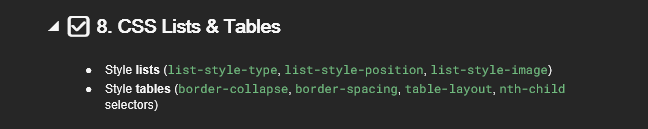 8. CSS Lists & Tables
Style lists (list-style-type, list-style-position, list-style-image)
Style tables (border-collapse, border-spacing, table-layout, nth-child
selectors)